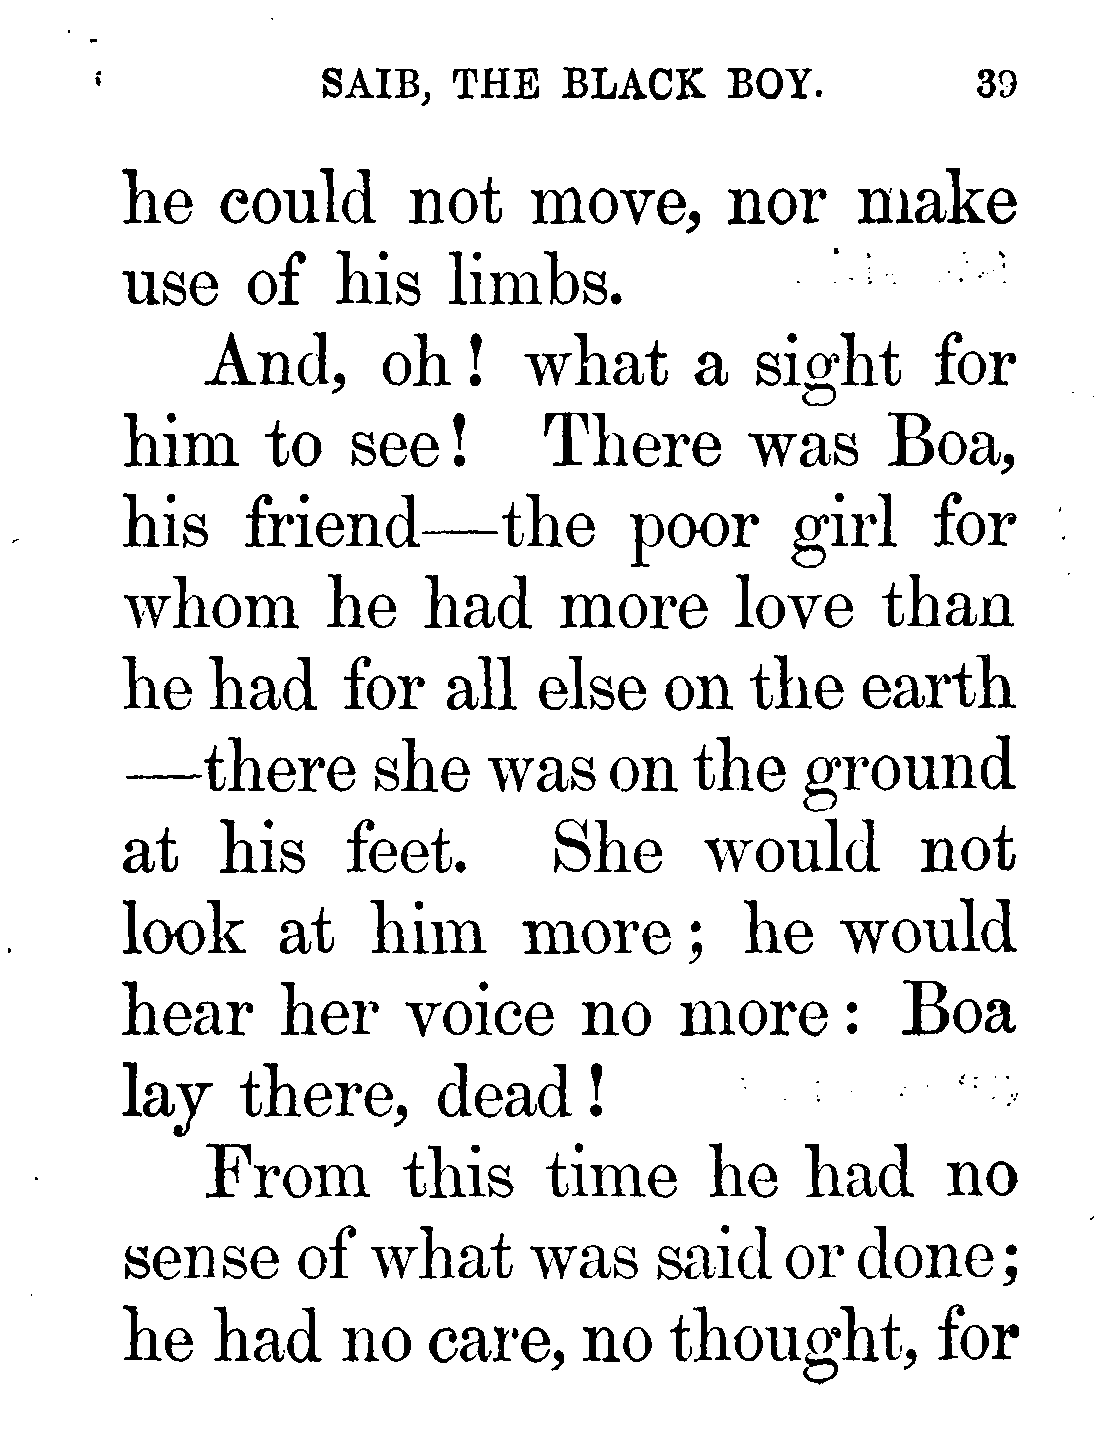 SAIB, THE BLACK BOY. 39
he could not move, nor make
use of his limbs.
And, oh! what a sight for
him to see! There was Boa,
his friend—the poor girl for
whom he had more love than
he had for all else on the earth
—there she was on the ground
at his feet. She would not
look at him more; he would
hear her voice no more: Boa
lay there, dead!
From this time he had no
sense of what was said or done;
he had no care, no thought, for